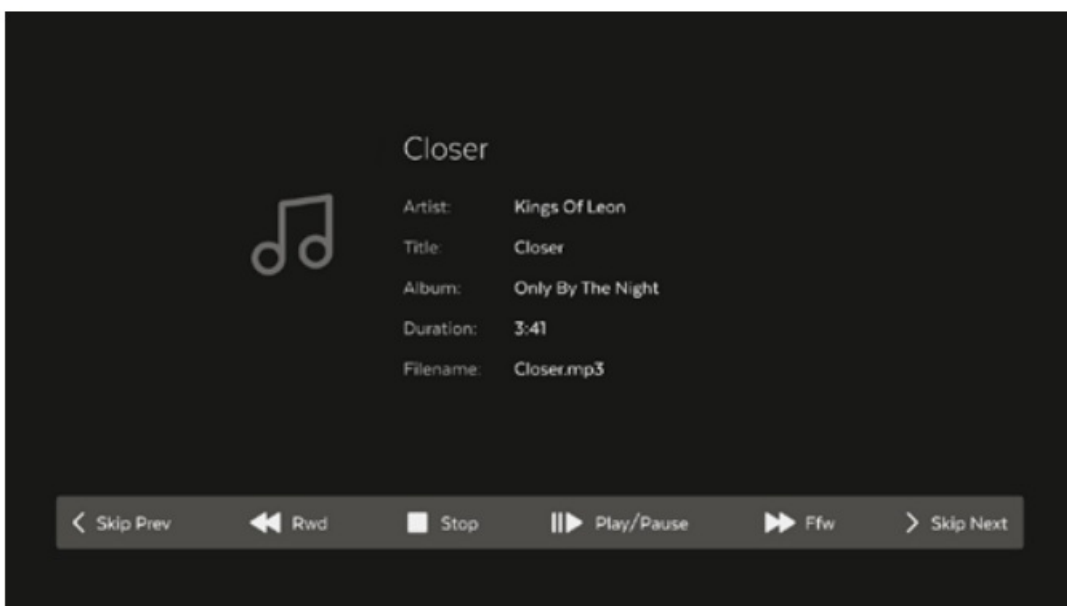 Closer
Artist: Kings Of Leon
Title: Closer
Album: Only By The Night
Duration: 3:41
Filename: Closer.mp3
Skip Prev Rwd Stop Play/Pause Ffw Skip Next